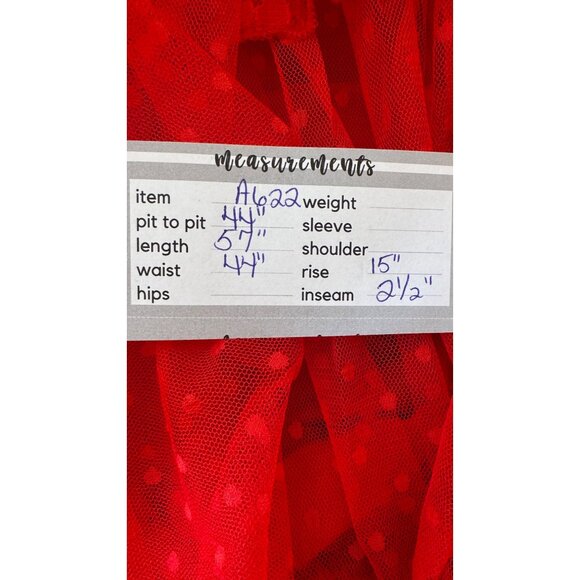 measurements
item A622 weight
pit to pit 44" sleeve
length 57" shoulder
waist 44" rise 15"
hips inseam 2½"